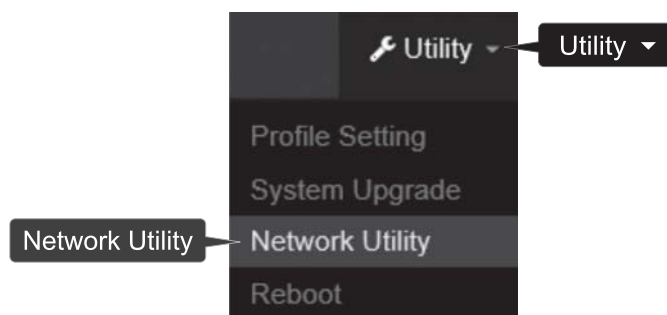 Utility
Utility
Profile Setting
System Upgrade
Network Utility
Network Utility
Reboot